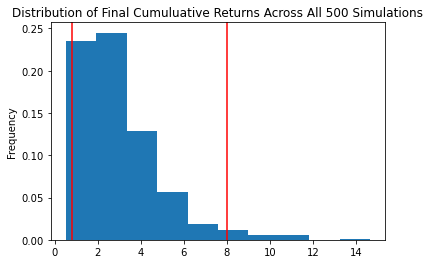 Distribution of Final Cumuluative Returns Across All 500 Simulations
0.25
0.20
0.15
0.10
0.05
0.00
Frequency
0 2 4 6 8 10 12 14